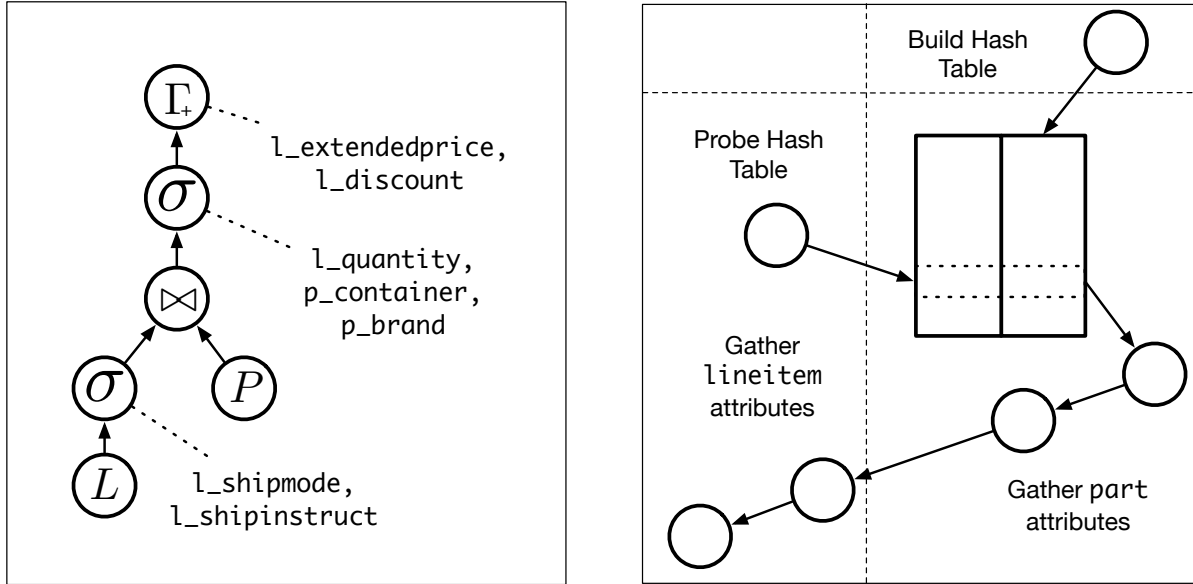 Γ+
l_extendedprice,
l_discount
σ
l_quantity,
p_container,
p_brand
⋈
σ
P
L
l_shipmode,
l_shipinstruct
Build Hash
Table
Probe Hash
Table
Gather
lineitem
attributes
Gather part
attributes